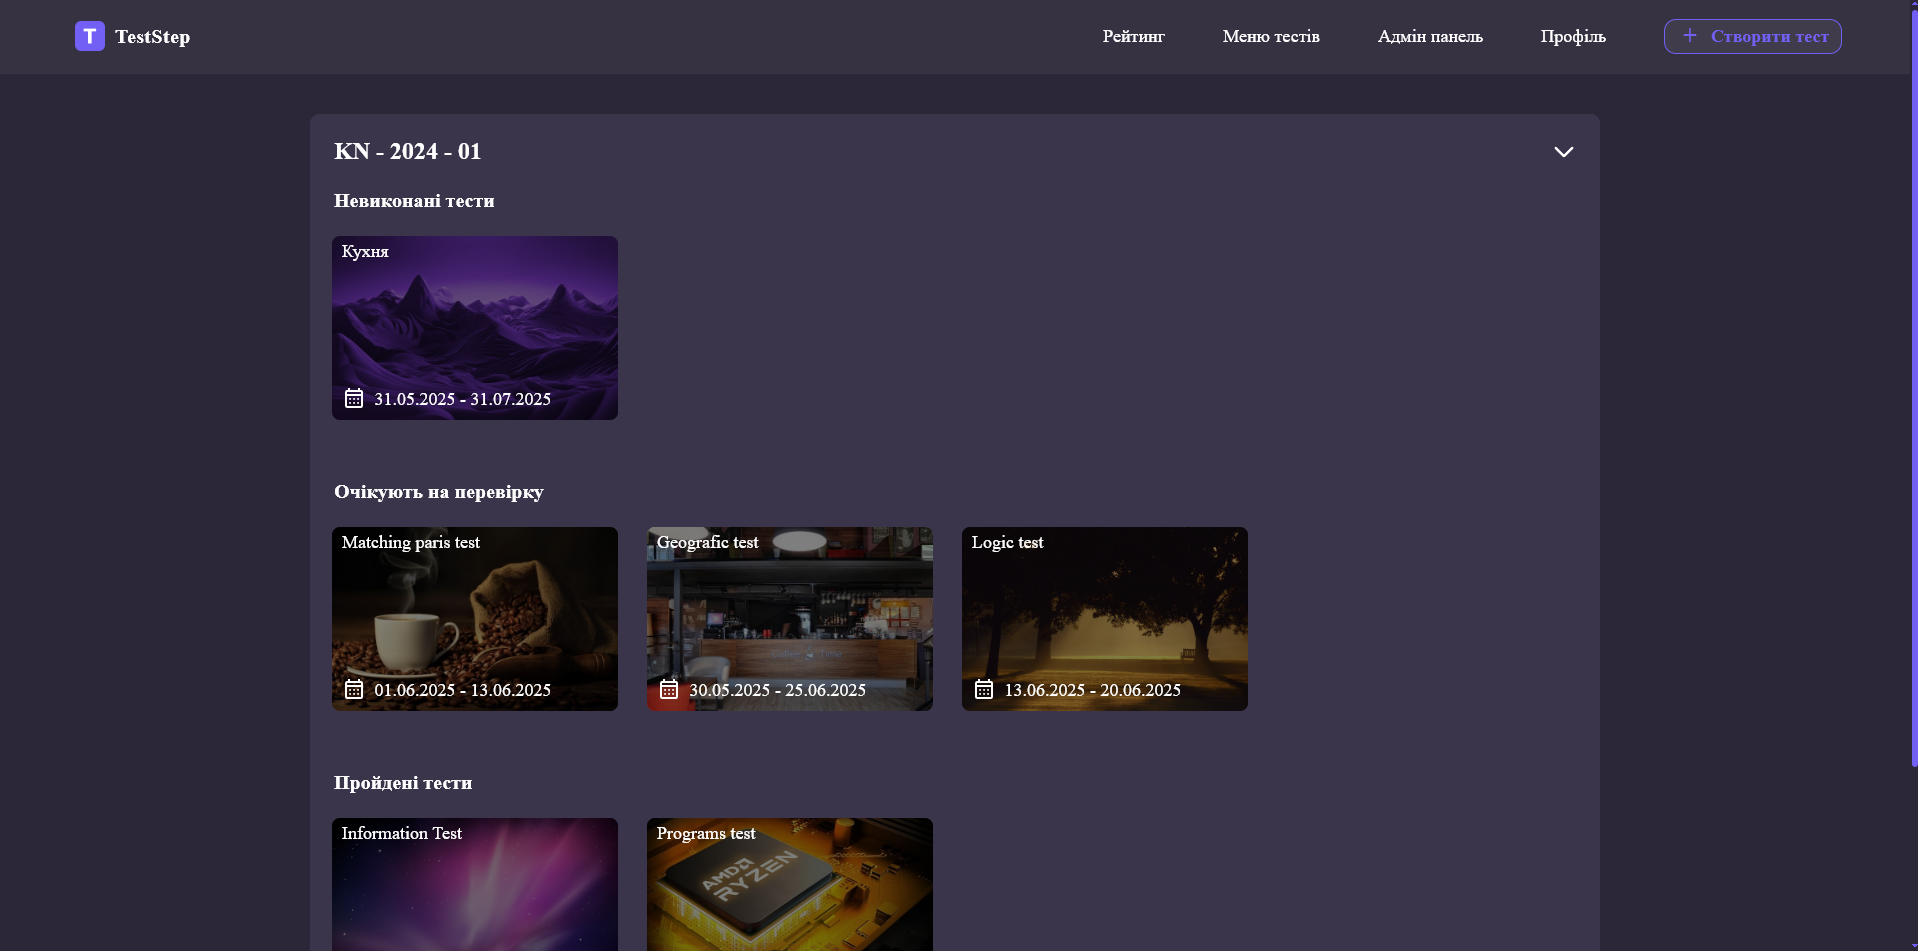 T TestStep
Рейтинг Меню тестів Адмін панель Профіль + Створити тест
KN - 2024 - 01
Невиконані тести
Кухня
31.05.2025 - 31.07.2025
Очікують на перевірку
Matching paris test Geografic test Logic test
01.06.2025 - 13.06.2025 30.05.2025 - 25.06.2025 13.06.2025 - 20.06.2025
Пройдені тести
Information Test Programs test
AMD
RYZEN